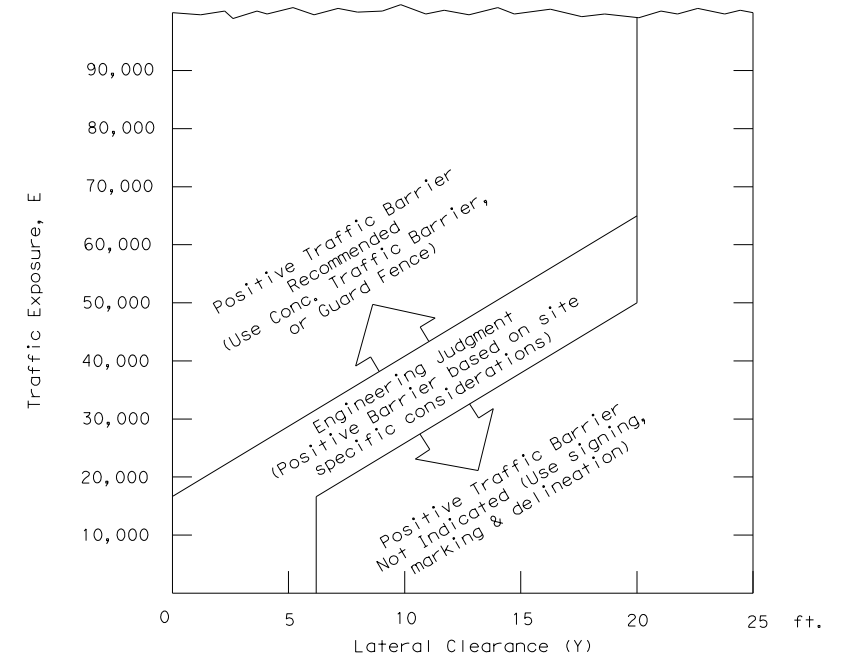 90,000
80,000
70,000
60,000
50,000
40,000
30,000
20,000
10,000
Traffic Exposure, E
Positive Traffic Barrier
Recommended
(Use Conc. Traffic Barrier,
or Guard Fence)
Engineering Judgment
(Positive Barrier based on site
specific considerations)
Positive Traffic Barrier
Not Indicated (Use signing,
marking & delineation)
0 5 10 15 20 25 ft.
Lateral Clearance (Y)